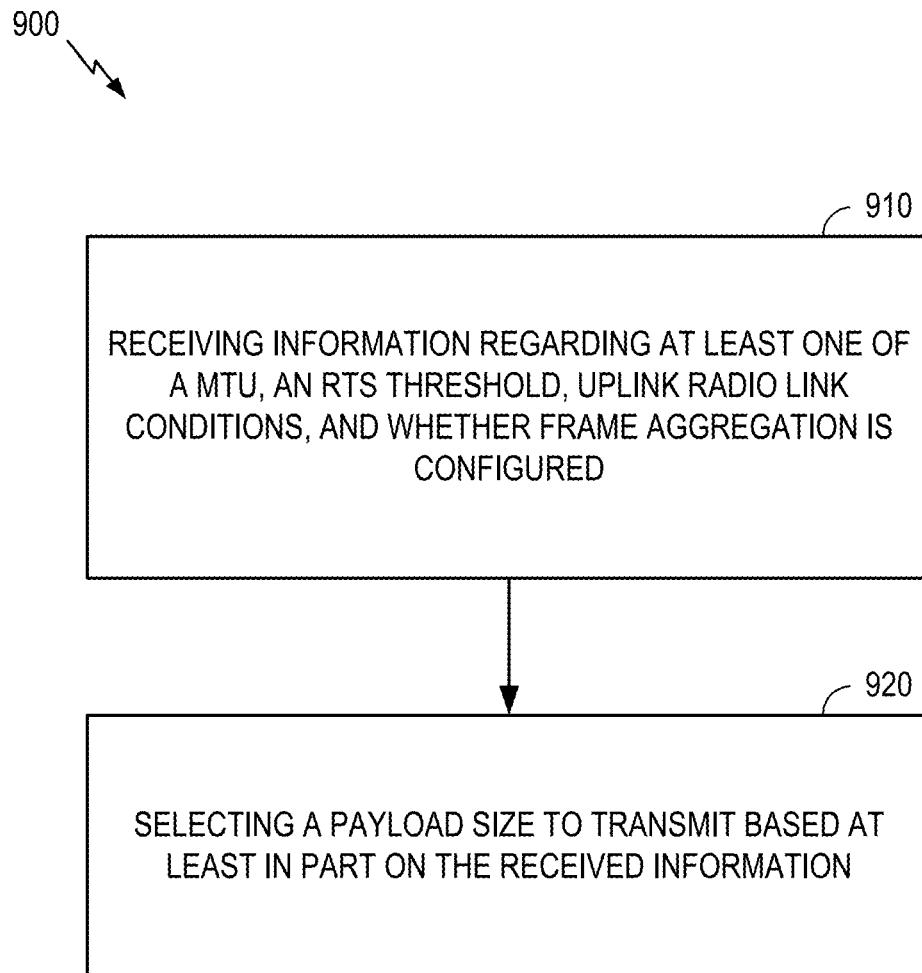 900
910
RECEIVING INFORMATION REGARDING AT LEAST ONE OF
A MTU, AN RTS THRESHOLD, UPLINK RADIO LINK
CONDITIONS, AND WHETHER FRAME AGGREGATION IS
CONFIGURED
920
SELECTING A PAYLOAD SIZE TO TRANSMIT BASED AT
LEAST IN PART ON THE RECEIVED INFORMATION